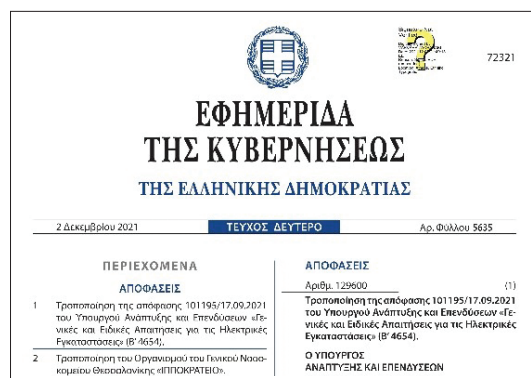 72321
ΕΦΗΜΕΡΙΔΑ
ΤΗΣ ΚΥΒΕΡΝΗΣΕΩΣ
ΤΗΣ ΕΛΛΗΝΙΚΗΣ ΔΗΜΟΚΡΑΤΙΑΣ
2 Δεκεμβρίου 2021
ΤΕΥΧΟΣ ΔΕΥΤΕΡΟ
Αρ. Φύλλου 5635
ΠΕΡΙΕΧΟΜΕΝΑ
ΑΠΟΦΑΣΕΙΣ
1 Τροποποίηση της απόφασης 101195/17.09.2021
του Υπουργού Ανάπτυξης και Επενδύσεων «Γε-
νικές και Ειδικές Απαιτήσεις για τις Ηλεκτρικές
Εγκαταστάσεις» (Β' 4654).
2 Τροποποίηση του Οργανισμού του Γενικού Νοσο-
κομείου Θεσσαλονίκης «ΙΠΠΟΚΡΑΤΕΙΟ».
ΑΠΟΦΑΣΕΙΣ
Αριθμ. 129600 (1)
Τροποποίηση της απόφασης 101195/17.09.2021
του Υπουργού Ανάπτυξης και Επενδύσεων «Γε-
νικές και Ειδικές Απαιτήσεις για τις Ηλεκτρικές
Εγκαταστάσεις» (Β' 4654).
Ο ΥΠΟΥΡΓΟΣ
ΑΝΑΠΤΥΞΗΣ ΚΑΙ ΕΠΕΝΔΥΣΕΩΝ